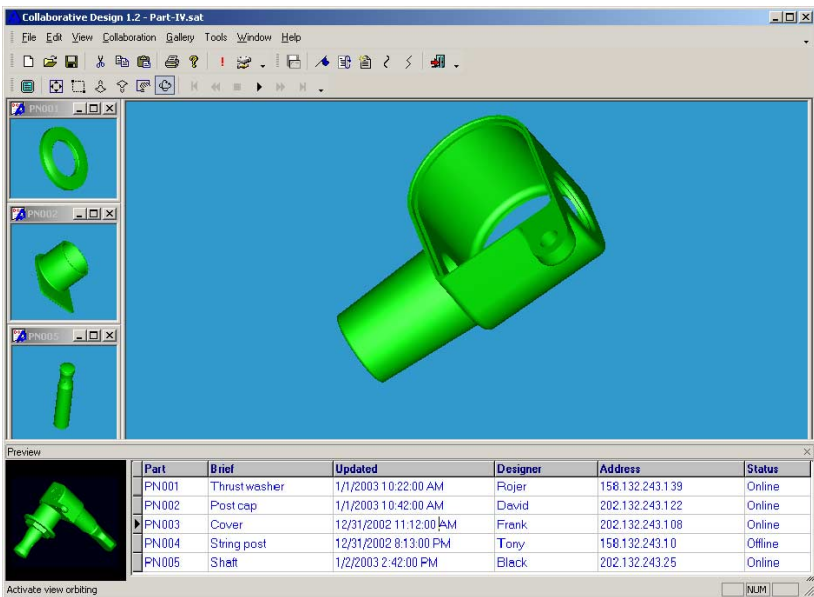 Collaborative Design 1.2 - Part-IV.sat
File Edit View Collaboration Gallery Tools Window Help
PN001
PN002
PN005
Preview
Part Brief Updated Designer Address Status
PN001 Thrust washer 1/1/2003 10:22:00 AM Rojer 158.132.243.139 Online
PN002 Post cap 1/1/2003 10:42:00 AM David 202.132.243.122 Online
PN003 Cover 12/31/2002 11:12:00 AM Frank 202.132.243.108 Online
PN004 String post 12/31/2002 8:13:00 PM Tony 158.132.243.10 Offline
PN005 Shaft 1/2/2003 2:42:00 PM Black 202.132.243.25 Online
Activate view orbiting NUM